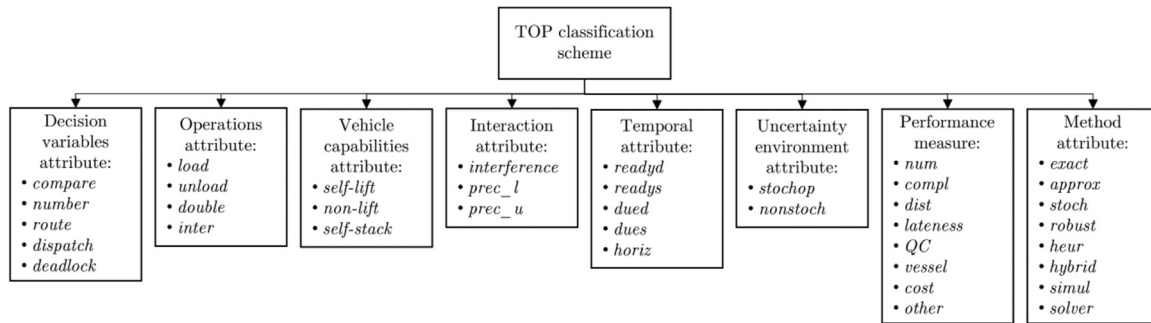 TOP classification
scheme
Decision
variables
attribute:
• compare
• number
• route
• dispatch
• deadlock
Operations
attribute:
• load
• unload
• double
• inter
Vehicle
capabilities
attribute:
• self-lift
• non-lift
• self-stack
Interaction
attribute:
• interference
• prec_l
• prec_u
Temporal
attribute:
• readyd
• readys
• dued
• dues
• horiz
Uncertainty
environment
attribute:
• stochop
• nonstoch
Performance
measure:
• num
• compl
• dist
• lateness
• QC
• vessel
• cost
• other
Method
attribute:
• exact
• approx
• stoch
• robust
• heur
• hybrid
• simul
• solver